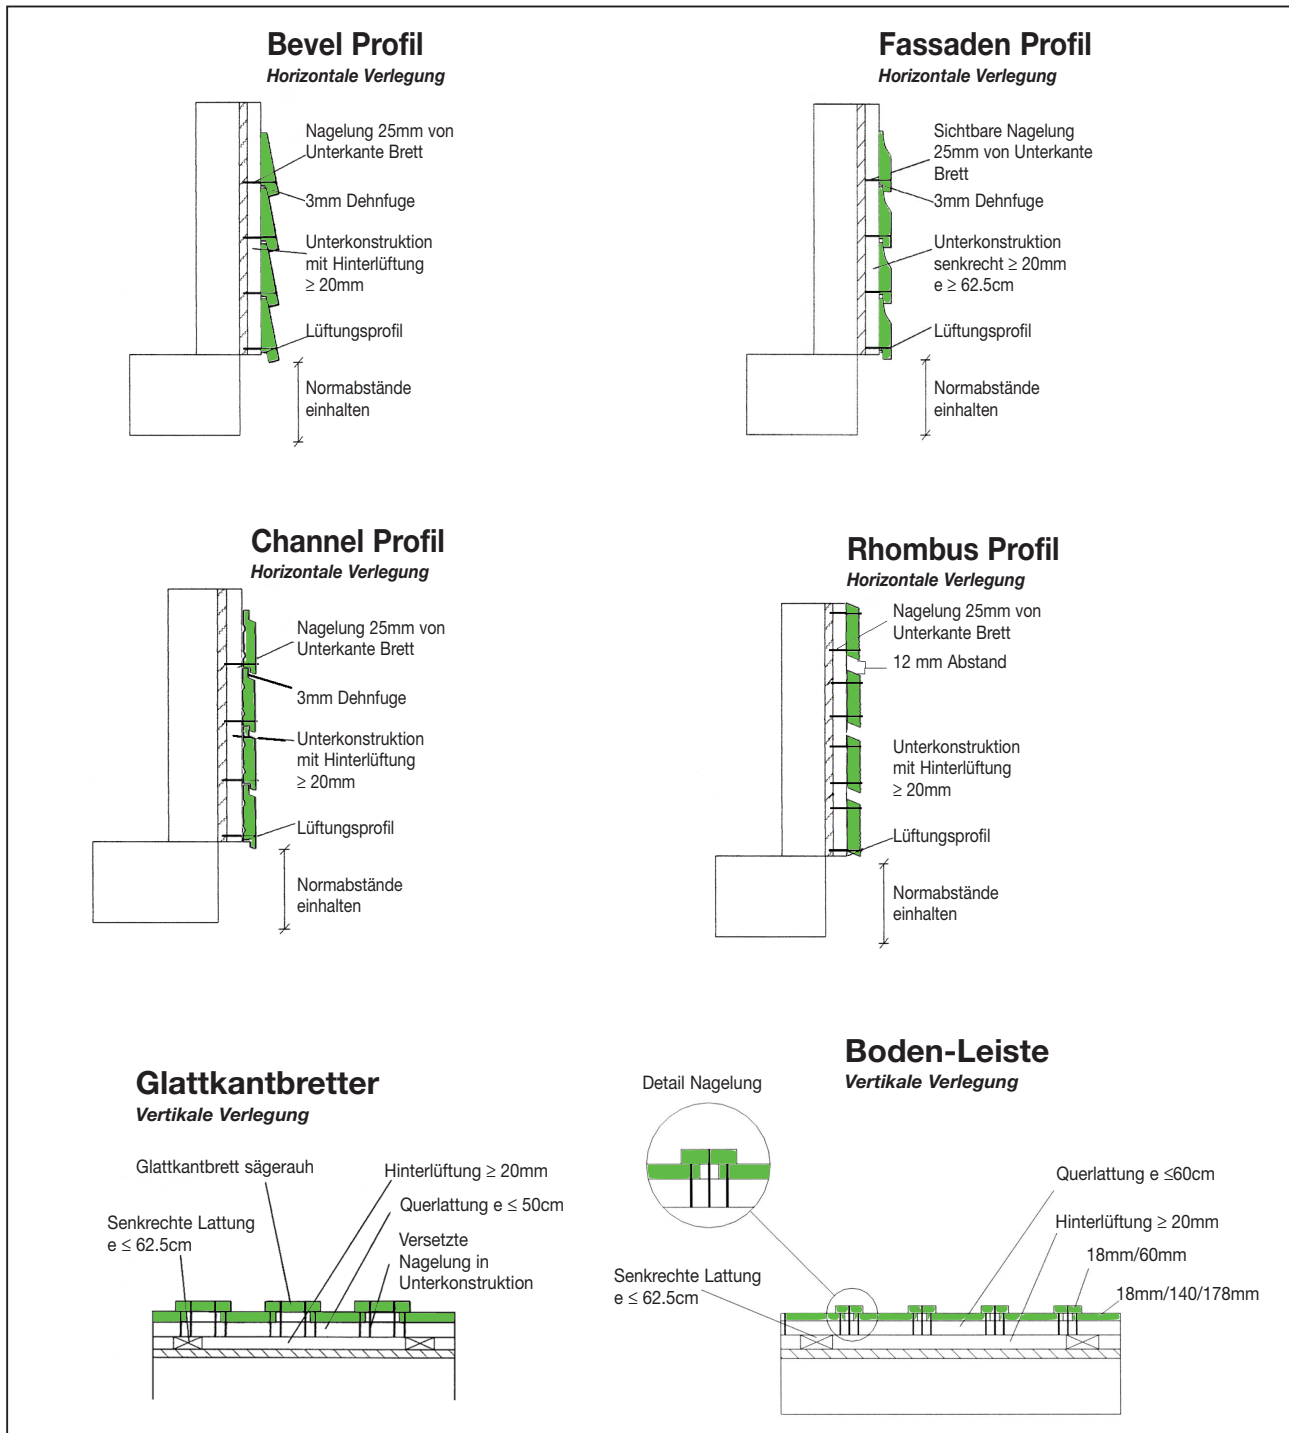 Bevel Profil
Horizontale Verlegung
Nagelung 25mm von
Unterkante Brett
3mm Dehnfuge
Unterkonstruktion
mit Hinterlüftung
≥ 20mm
Lüftungsprofil
Normabstände
einhalten
Fassaden Profil
Horizontale Verlegung
Sichtbare Nagelung
25mm von Unterkante
Brett
3mm Dehnfuge
Unterkonstruktion
senkrecht ≥ 20mm
e ≥ 62.5cm
Lüftungsprofil
Normabstände
einhalten
Channel Profil
Horizontale Verlegung
Nagelung 25mm von
Unterkante Brett
3mm Dehnfuge
Unterkonstruktion
mit Hinterlüftung
≥ 20mm
Lüftungsprofil
Normabstände
einhalten
Rhombus Profil
Horizontale Verlegung
Nagelung 25mm von
Unterkante Brett
12 mm Abstand
Unterkonstruktion
mit Hinterlüftung
≥ 20mm
Lüftungsprofil
Normabstände
einhalten
Glattkantbretter
Vertikale Verlegung
Glattkantbrett sägerauh
Hinterlüftung ≥ 20mm
Querlattung e ≤ 50cm
Senkrechte Lattung
e ≤ 62.5cm
Versetzte
Nagelung in
Unterkonstruktion
Boden-Leiste
Vertikale Verlegung
Detail Nagelung
Querlattung e ≤60cm
Hinterlüftung ≥ 20mm
18mm/60mm
Senkrechte Lattung
e ≤ 62.5cm
18mm/140/178mm